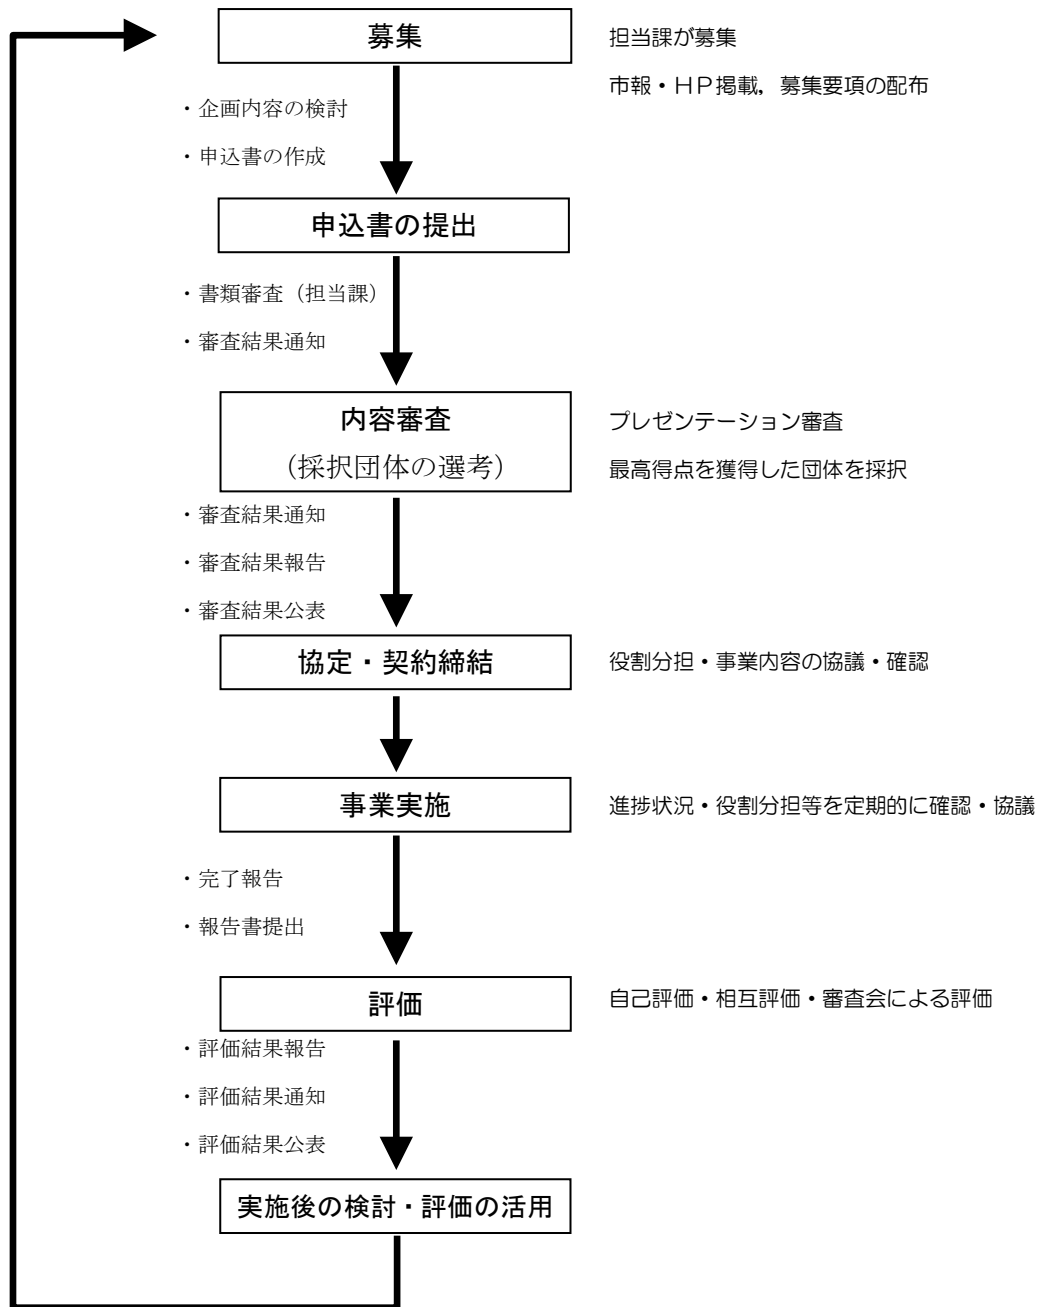 募集
担当課が募集
市報・ＨＰ掲載，募集要項の配布
・企画内容の検討
・申込書の作成
申込書の提出
・書類審査（担当課）
・審査結果通知
内容審査
（採択団体の選考）
プレゼンテーション審査
最高得点を獲得した団体を採択
・審査結果通知
・審査結果報告
・審査結果公表
協定・契約締結
役割分担・事業内容の協議・確認
事業実施
進捗状況・役割分担等を定期的に確認・協議
・完了報告
・報告書提出
評価
自己評価・相互評価・審査会による評価
・評価結果報告
・評価結果通知
・評価結果公表
実施後の検討・評価の活用